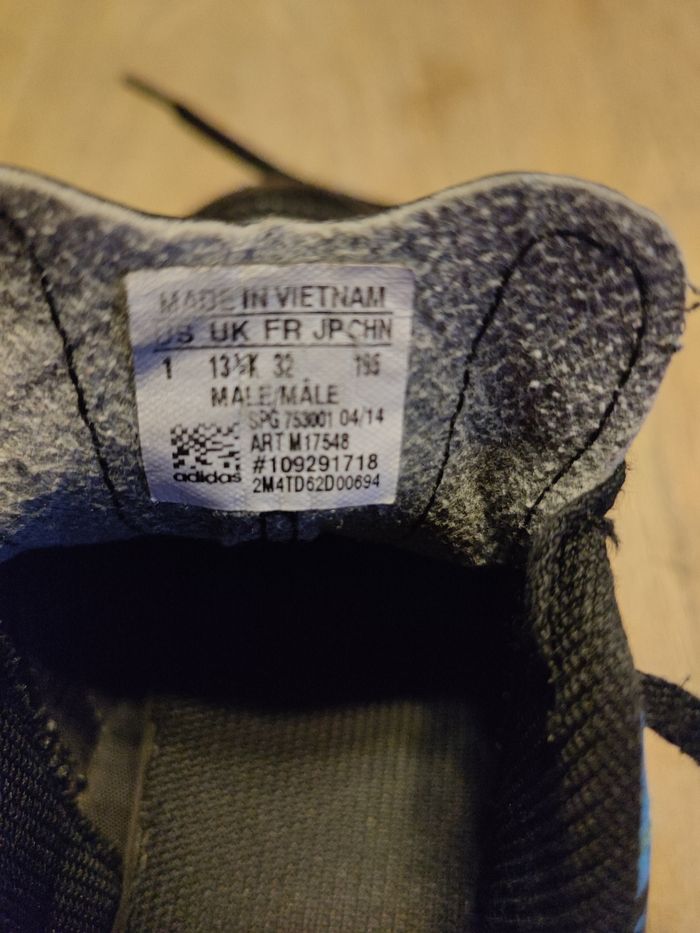 MADE IN VIETNAM
US UK FR JP CHN
1 13½K 32 195
MALE/MÂLE
SPG 753001 04/14
ART M17548
#109291718
adidas
2M4TD62D00694